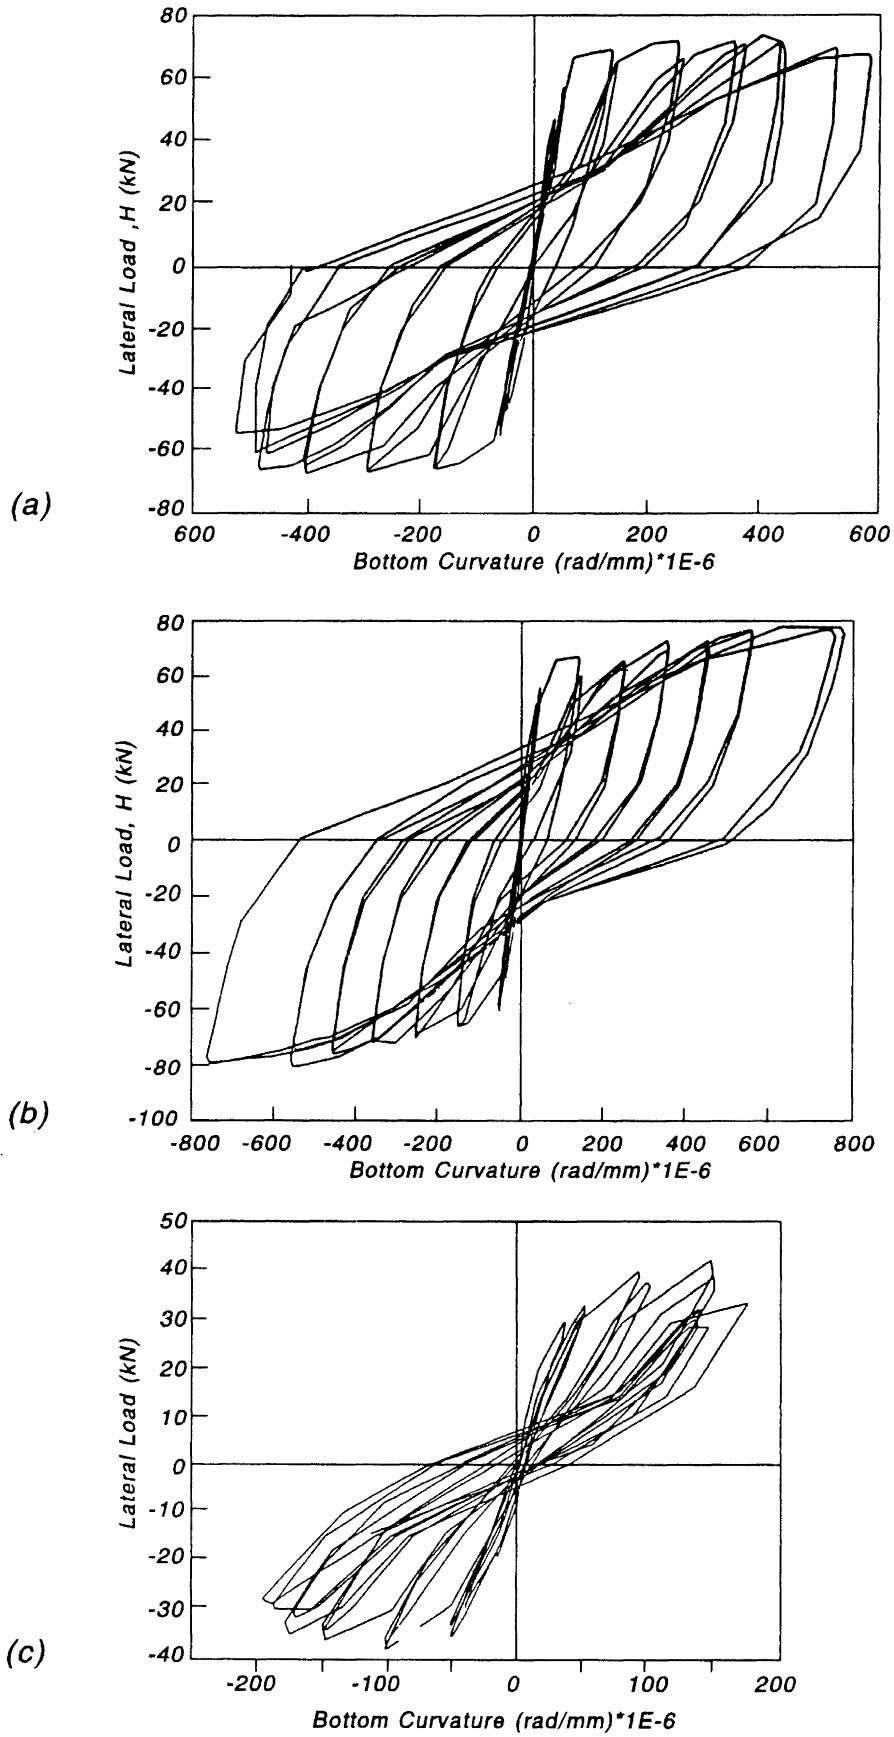 80
60
40
20
0
-20
-40
-60
-80
Lateral Load ,H (kN)
600 -400 -200 0 200 400 600
Bottom Curvature (rad/mm)*1E-6
(a)
80
60
40
20
0
-20
-40
-60
-80
-100
Lateral Load, H (kN)
-800 -600 -400 -200 0 200 400 600 800
Bottom Curvature (rad/mm)*1E-6
(b)
50
40
30
20
10
0
-10
-20
-30
-40
Lateral Load (kN)
-200 -100 0 100 200
Bottom Curvature (rad/mm)*1E-6
(c)